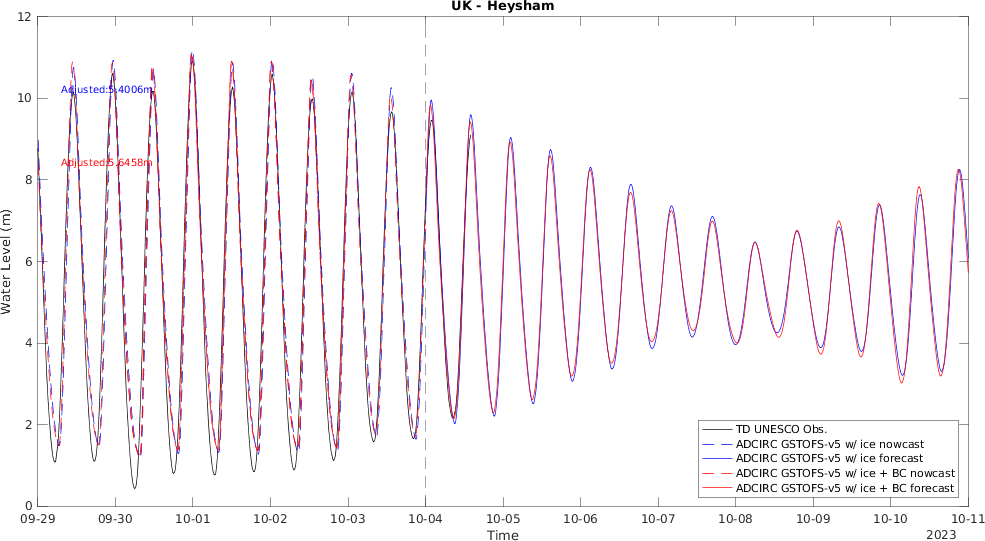 UK - Heysham
12
10
8
6
4
2
0
Water Level (m)
Adjusted:5.4006m
Adjusted:5.6458m
TD UNESCO Obs.
ADCIRC GSTOFS-v5 w/ ice nowcast
ADCIRC GSTOFS-v5 w/ ice forecast
ADCIRC GSTOFS-v5 w/ ice + BC nowcast
ADCIRC GSTOFS-v5 w/ ice + BC forecast
09-29 09-30 10-01 10-02 10-03 10-04 10-05 10-06 10-07 10-08 10-09 10-10 10-11
Time
2023